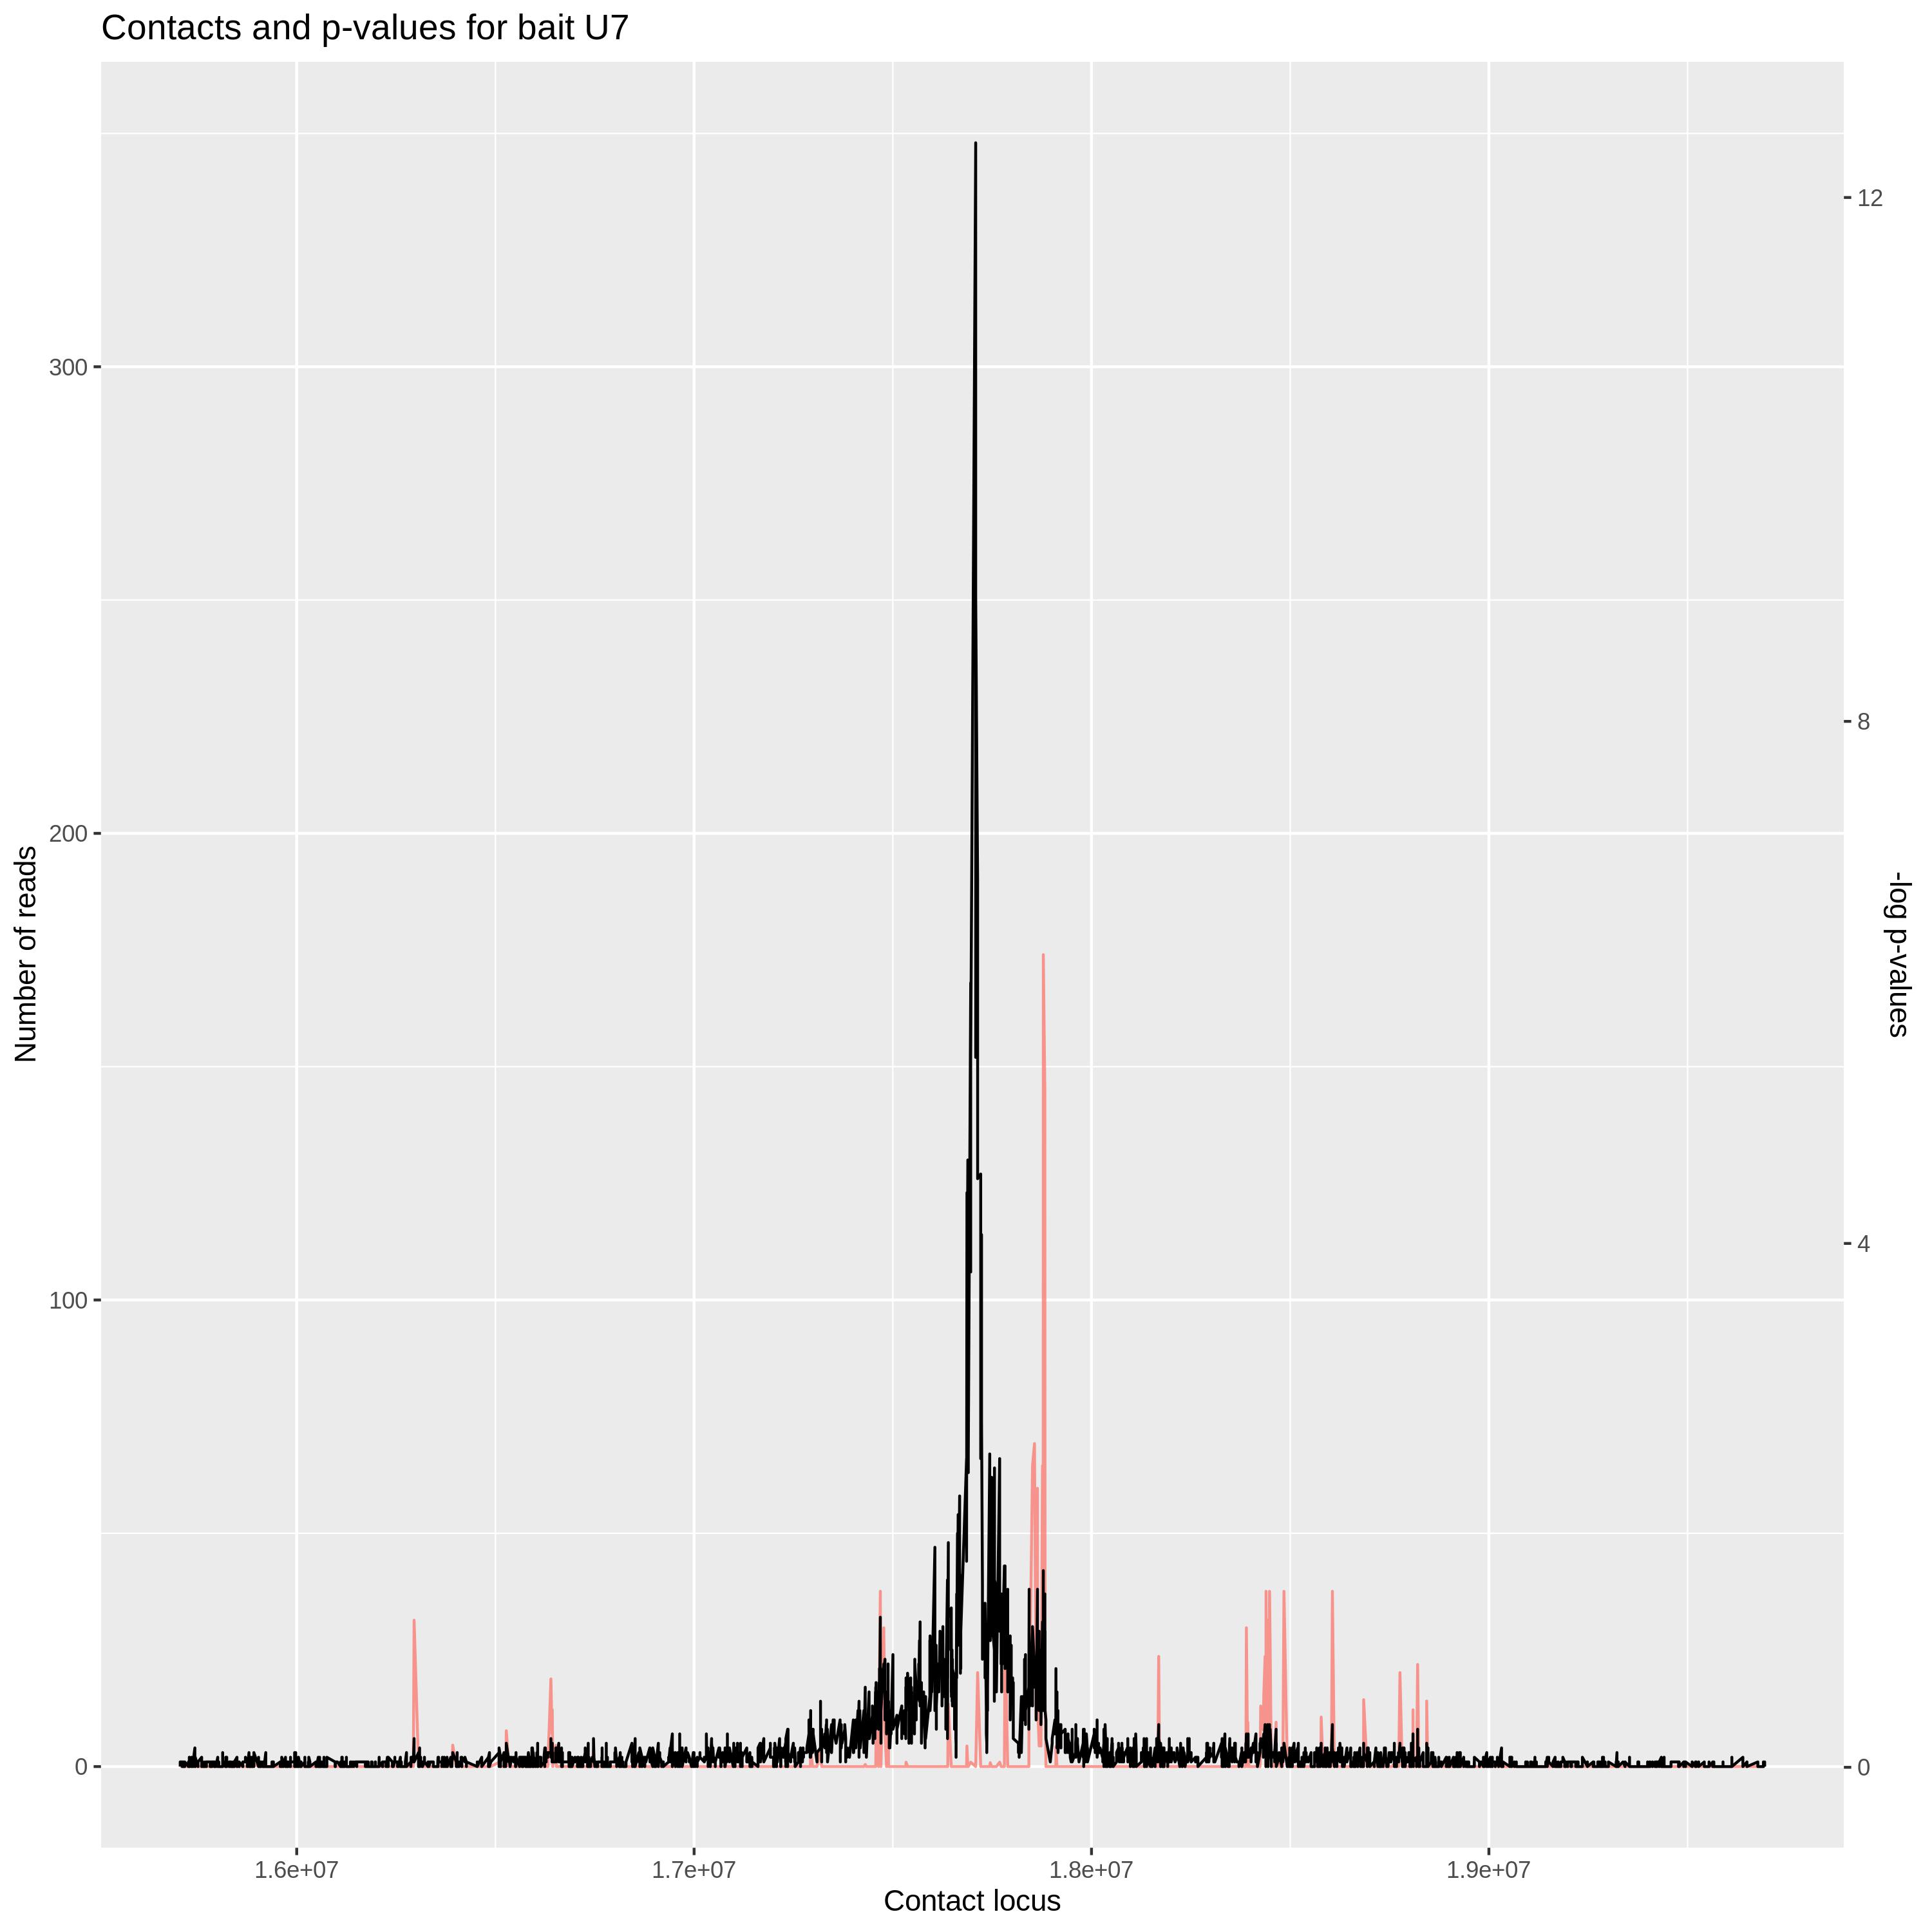 Contacts and p-values for bait U7
300
200
100
0
Number of reads
12
8
4
0
-log p-values
1.6e+07
1.7e+07
1.8e+07
1.9e+07
Contact locus